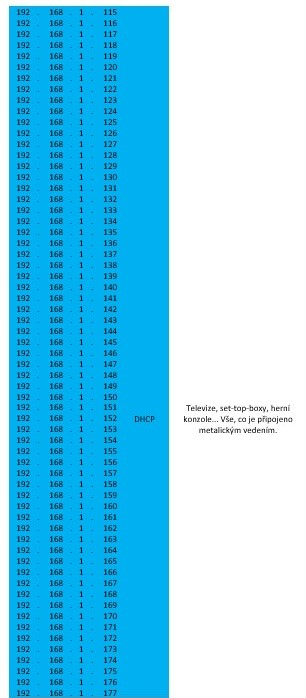 192 . 168 . 1 . 115
192 . 168 . 1 . 116
192 . 168 . 1 . 117
192 . 168 . 1 . 118
192 . 168 . 1 . 119
192 . 168 . 1 . 120
192 . 168 . 1 . 121
192 . 168 . 1 . 122
192 . 168 . 1 . 123
192 . 168 . 1 . 124
192 . 168 . 1 . 125
192 . 168 . 1 . 126
192 . 168 . 1 . 127
192 . 168 . 1 . 128
192 . 168 . 1 . 129
192 . 168 . 1 . 130
192 . 168 . 1 . 131
192 . 168 . 1 . 132
192 . 168 . 1 . 133
192 . 168 . 1 . 134
192 . 168 . 1 . 135
192 . 168 . 1 . 136
192 . 168 . 1 . 137
192 . 168 . 1 . 138
192 . 168 . 1 . 139
192 . 168 . 1 . 140
192 . 168 . 1 . 141
192 . 168 . 1 . 142
192 . 168 . 1 . 143
192 . 168 . 1 . 144
192 . 168 . 1 . 145
192 . 168 . 1 . 146
192 . 168 . 1 . 147
192 . 168 . 1 . 148
192 . 168 . 1 . 149
192 . 168 . 1 . 150
192 . 168 . 1 . 151
192 . 168 . 1 . 152
192 . 168 . 1 . 153
192 . 168 . 1 . 154
192 . 168 . 1 . 155
192 . 168 . 1 . 156
192 . 168 . 1 . 157
192 . 168 . 1 . 158
192 . 168 . 1 . 159
192 . 168 . 1 . 160
192 . 168 . 1 . 161
192 . 168 . 1 . 162
192 . 168 . 1 . 163
192 . 168 . 1 . 164
192 . 168 . 1 . 165
192 . 168 . 1 . 166
192 . 168 . 1 . 167
192 . 168 . 1 . 168
192 . 168 . 1 . 169
192 . 168 . 1 . 170
192 . 168 . 1 . 171
192 . 168 . 1 . 172
192 . 168 . 1 . 173
192 . 168 . 1 . 174
192 . 168 . 1 . 175
192 . 168 . 1 . 176
192 . 168 . 1 . 177
DHCP
Televize, set-top-boxy, herní
konzole... Vše, co je připojeno
metalickým vedením.